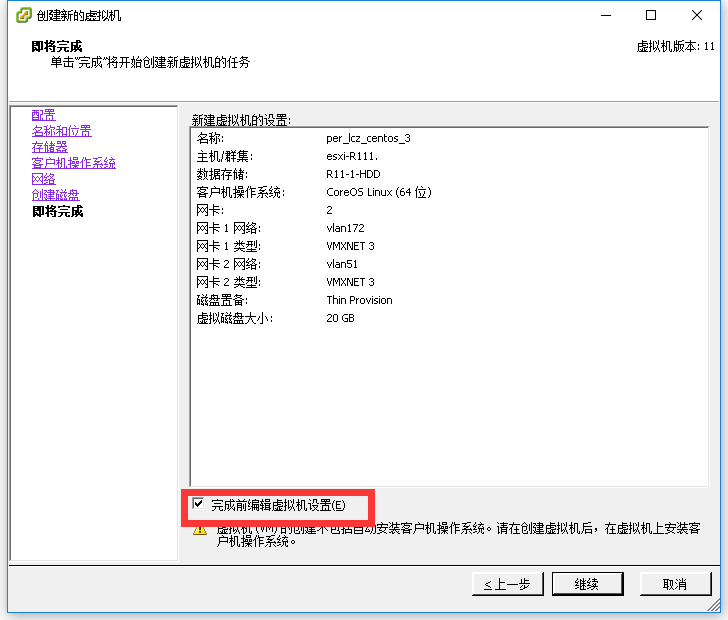 创建新的虚拟机
即将完成
单击"完成"将开始创建新虚拟机的任务
虚拟机版本: 11
配置
名称和位置
存储器
客户机操作系统
网络
创建磁盘
即将完成
新建虚拟机的设置:
名称: per_lcz_centos_3
主机/群集: esxi-R111.
数据存储: R11-1-HDD
客户机操作系统: CoreOS Linux (64 位)
网卡: 2
网卡 1 网络: vlan172
网卡 1 类型: VMXNET 3
网卡 2 网络: vlan51
网卡 2 类型: VMXNET 3
磁盘置备: Thin Provision
虚拟磁盘大小: 20 GB
完成前编辑虚拟机设置(E)
虚拟机 (VM) 的创建不包括自动安装客户机操作系统。请在创建虚拟机后，在虚拟机上安装客
户机操作系统。
≤上一步
继续
取消